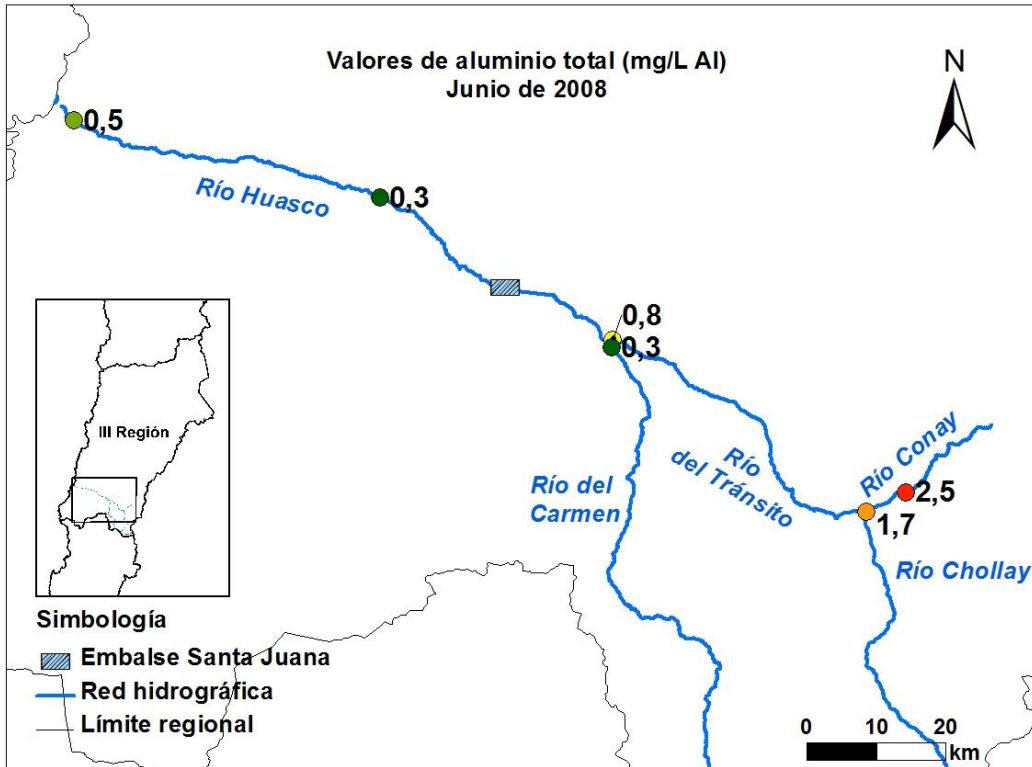 Valores de aluminio total (mg/L Al)
Junio de 2008
N
0,5
0,3
Río Huasco
0,8
0,3
III Región
Río Conay
Río
del Tránsito
2,5
Río del
Carmen
1,7
Río Chollay
Simbología
Embalse Santa Juana
Red hidrográfica
Límite regional
0 10 20
km